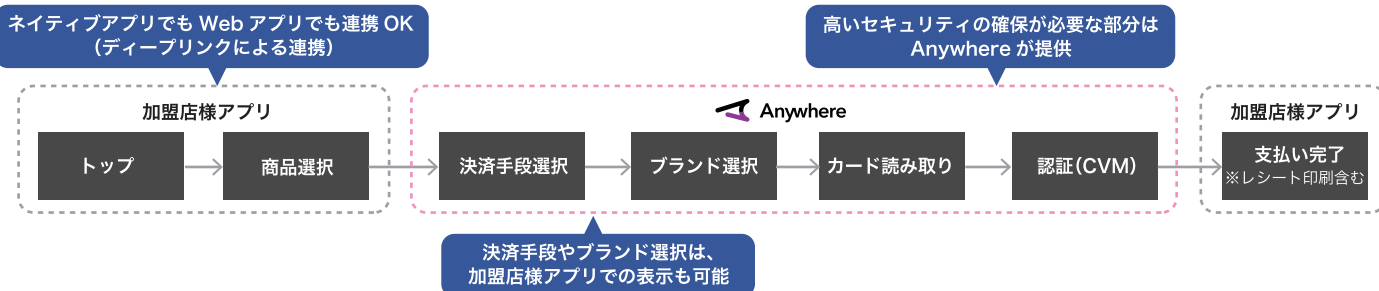 ネイティブアプリでも Web アプリでも連携 OK
（ディープリンクによる連携）
高いセキュリティの確保が必要な部分は
Anywhere が提供
加盟店様アプリ
Anywhere
加盟店様アプリ
トップ
商品選択
決済手段選択
ブランド選択
カード読み取り
認証(CVM)
支払い完了
※レシート印刷含む
決済手段やブランド選択は、
加盟店様アプリでの表示も可能